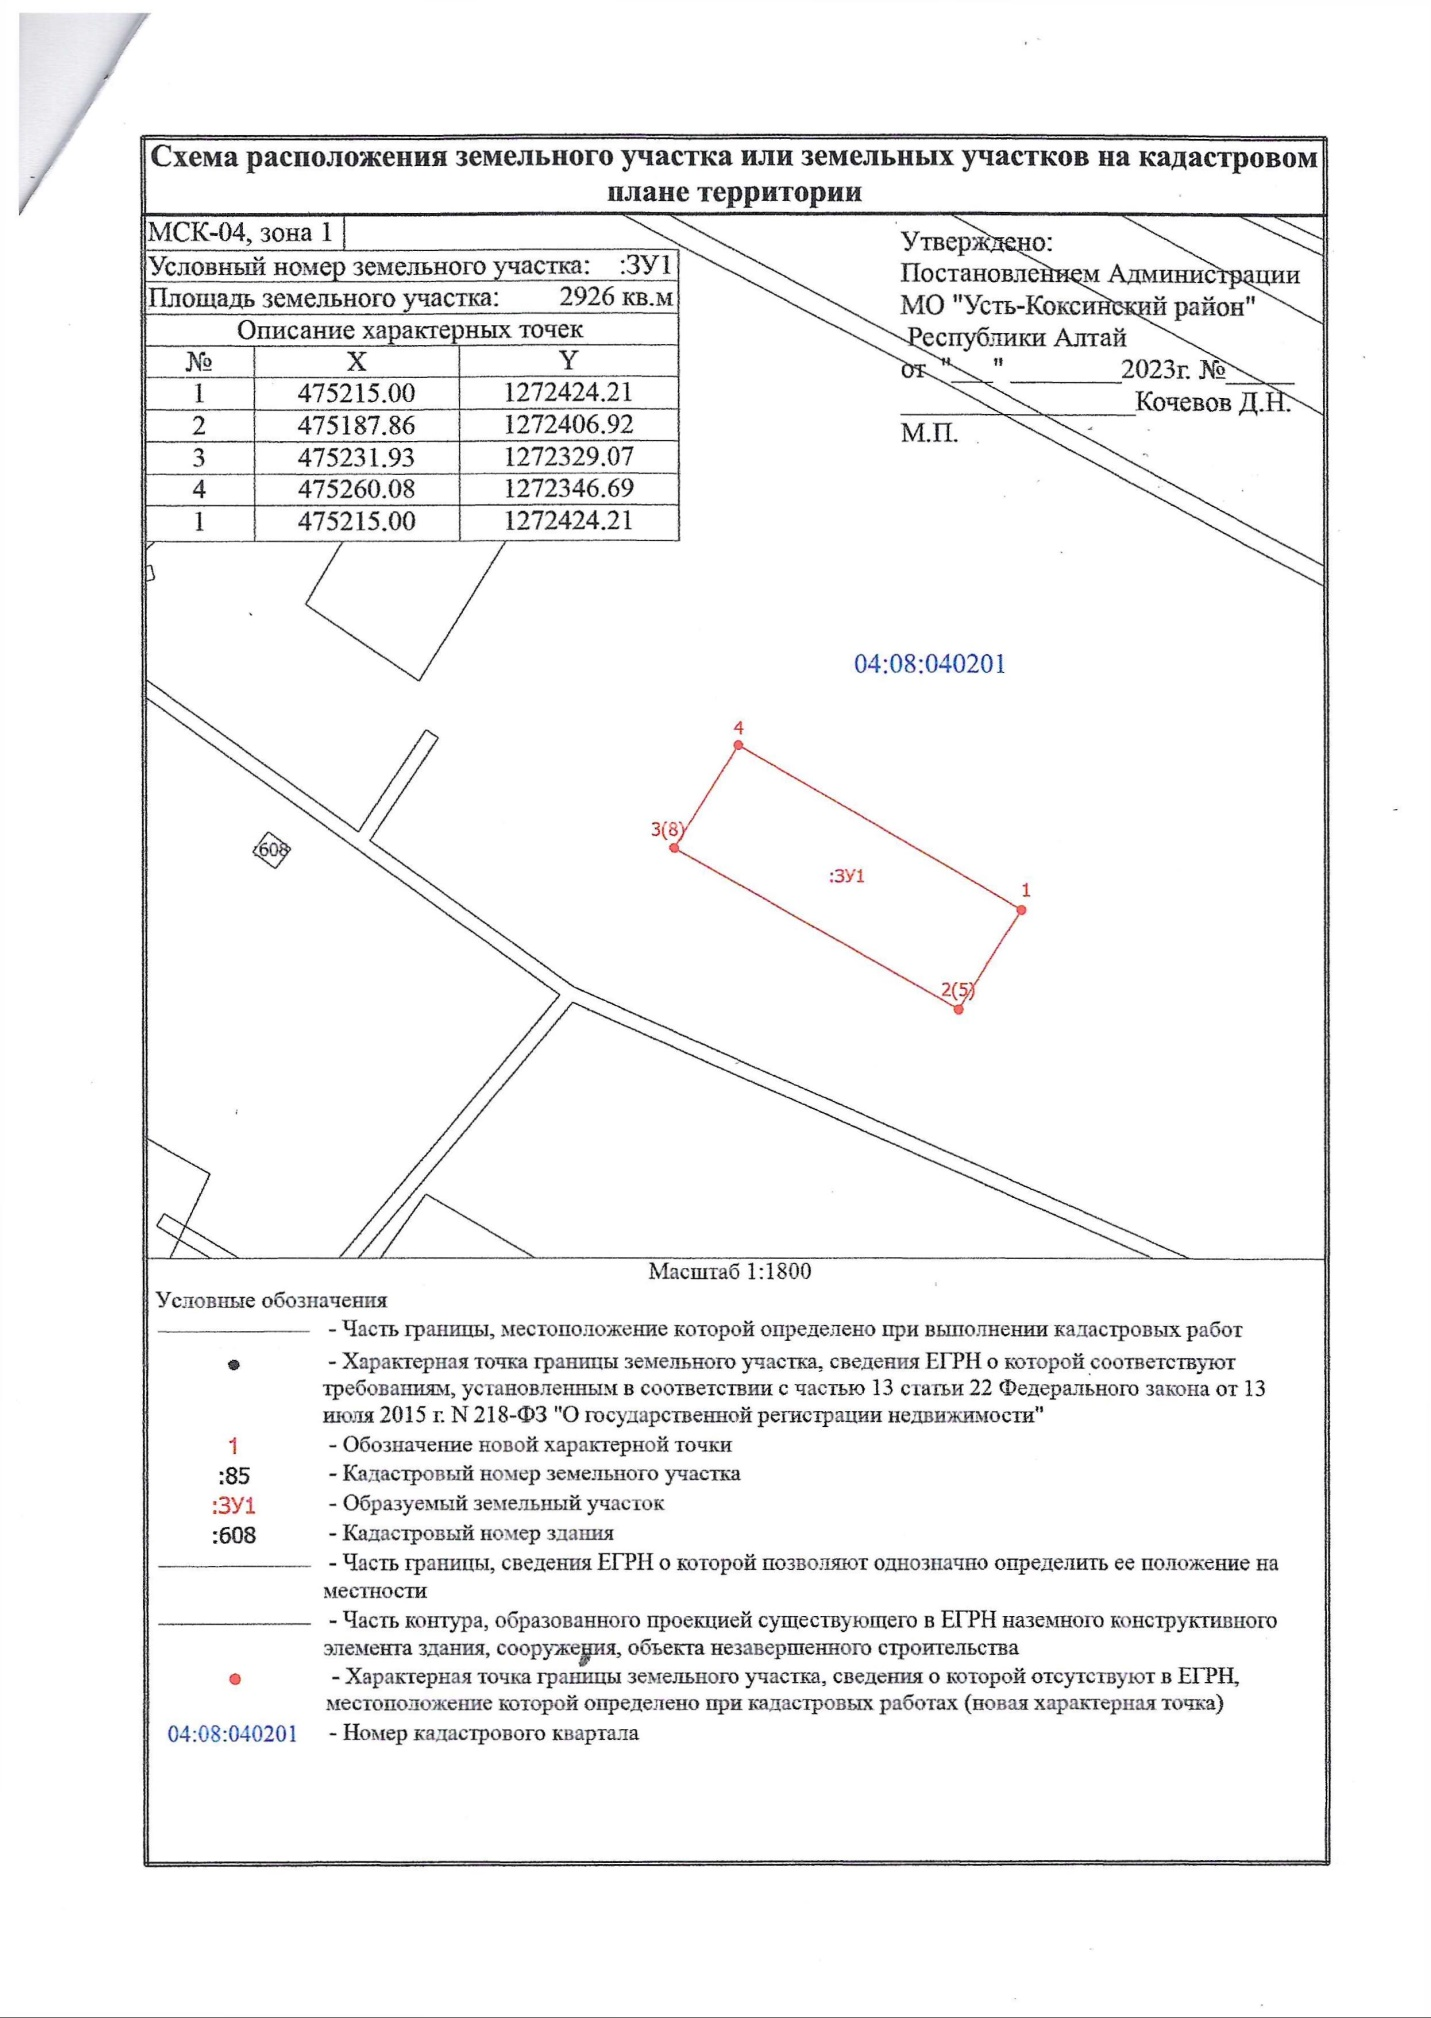 Схема расположения земельного участка или земельных участков на кадастровом
плане территории
МСК-04, зона 1
Условный номер земельного участка: :ЗУ1
Площадь земельного участка: 2926 кв.м
Описание характерных точек
№ X Y
1 475215.00 1272424.21
2 475187.86 1272406.92
3 475231.93 1272329.07
4 475260.08 1272346.69
1 475215.00 1272424.21
Утверждено:
Постановлением Администрации
МО "Усть-Коксинский район"
Республики Алтай
от "___" ________ 2023г. №_____
_________________Кочевов Д.Н.
М.П.
04:08:040201
4
3(8)
:ЗУ1
1
2(5)
:608
Масштаб 1:1800
Условные обозначения
- Часть границы, местоположение которой определено при выполнении кадастровых работ
- Характерная точка границы земельного участка, сведения ЕГРН о которой соответствуют
требованиям, установленным в соответствии с частью 13 статьи 22 Федерального закона от 13
июля 2015 г. N 218-ФЗ "О государственной регистрации недвижимости"
1 - Обозначение новой характерной точки
:85 - Кадастровый номер земельного участка
:ЗУ1 - Образуемый земельный участок
:608 - Кадастровый номер здания
- Часть границы, сведения ЕГРН о которой позволяют однозначно определить ее положение на
местности
- Часть контура, образованного проекцией существующего в ЕГРН наземного конструктивного
элемента здания, сооружения, объекта незавершенного строительства
- Характерная точка границы земельного участка, сведения о которой отсутствуют в ЕГРН,
местоположение которой определено при кадастровых работах (новая характерная точка)
04:08:040201 - Номер кадастрового квартала